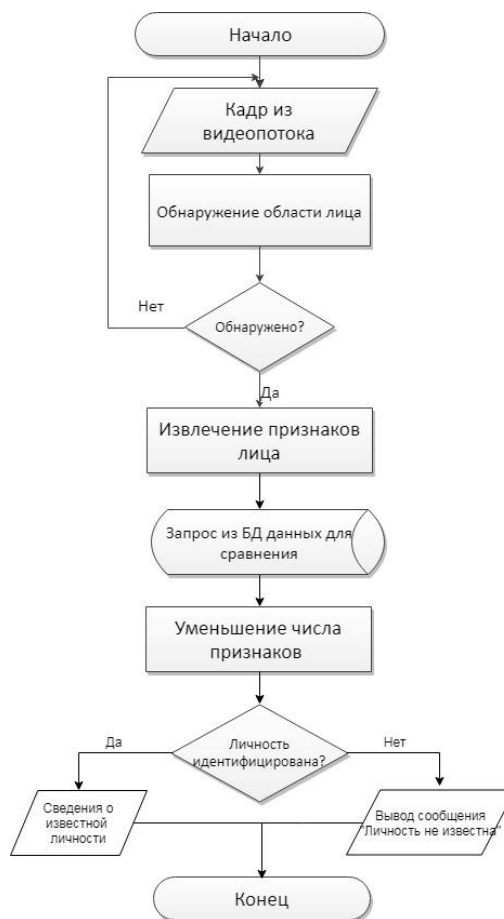 Начало
Кадр из
видеопотока
Обнаружение области лица
Нет
Обнаружено?
Да
Извлечение признаков
лица
Запрос из БД данных для
сравнения
Уменьшение числа
признаков
Да
Личность
идентифицирована?
Нет
Сведения о
известной
личности
Вывод сообщения
"Личность не известна"
Конец